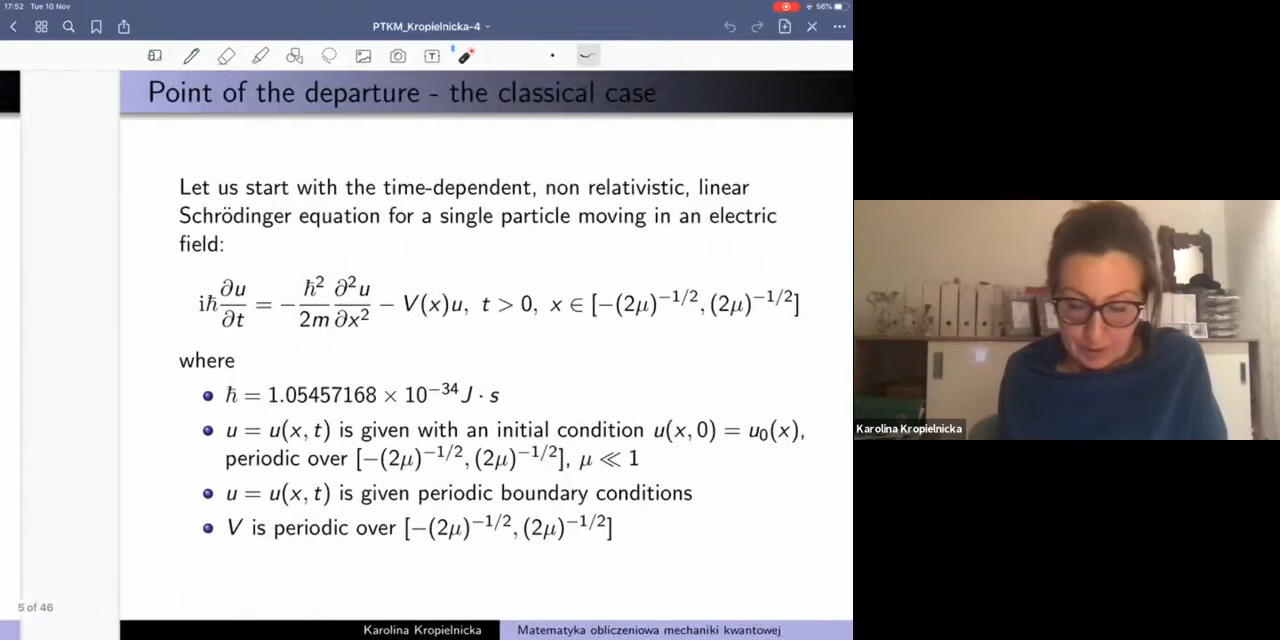 17:52 Tue 10 Nov
56%
PTKM_Kropielnicka-4
T
Point of the departure - the classical case
Let us start with the time-dependent, non relativistic, linear
Schrödinger equation for a single particle moving in an electric
field:
iℏ ∂u/∂t = −ℏ²/2m ∂²u/∂x² − V(x)u, t > 0, x ∈ [−(2μ)^−1/2, (2μ)^−1/2]
where
ℏ = 1.05457168 × 10^−34 J · s
u = u(x, t) is given with an initial condition u(x, 0) = u₀(x),
periodic over [−(2μ)^−1/2, (2μ)^−1/2], μ ≪ 1
u = u(x, t) is given periodic boundary conditions
V is periodic over [−(2μ)^−1/2, (2μ)^−1/2]
5 of 46
Karolina Kropielnicka
Matematyka obliczeniowa mechaniki kwantowej
Karolina Kropielnicka